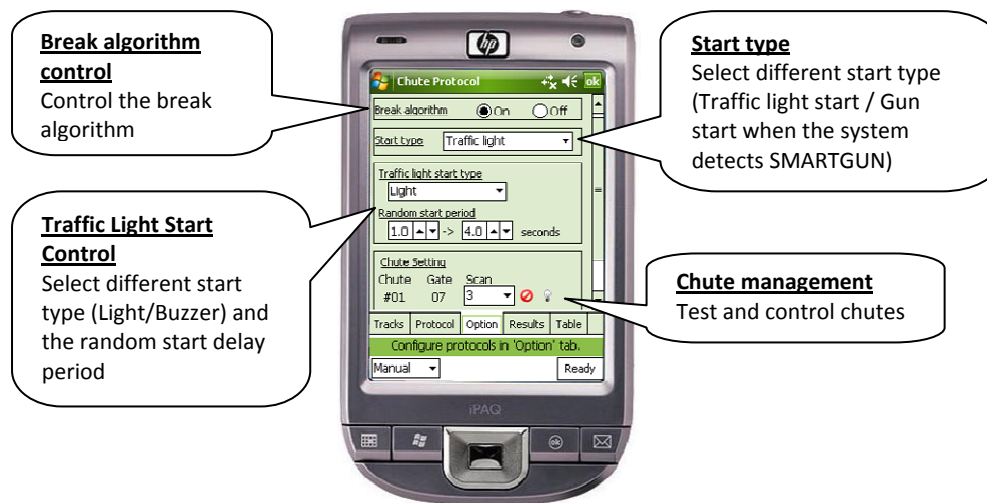 Break algorithm
control
Control the break
algorithm
Traffic Light Start
Control
Select different start
type (Light/Buzzer) and
the random start delay
period
hp
Chute Protocol ok
Break algorithm On Off
Start type Traffic light
Traffic light start type
Light
Random start period
1.0 -> 4.0 seconds
Chute Setting
Chute Gate Scan
#01 07 3
Tracks Protocol Option Results Table
Configure protocols in 'Option' tab.
Manual Ready
iPAQ
ok
Start type
Select different start type
(Traffic light start / Gun
start when the system
detects SMARTGUN)
Chute management
Test and control chutes